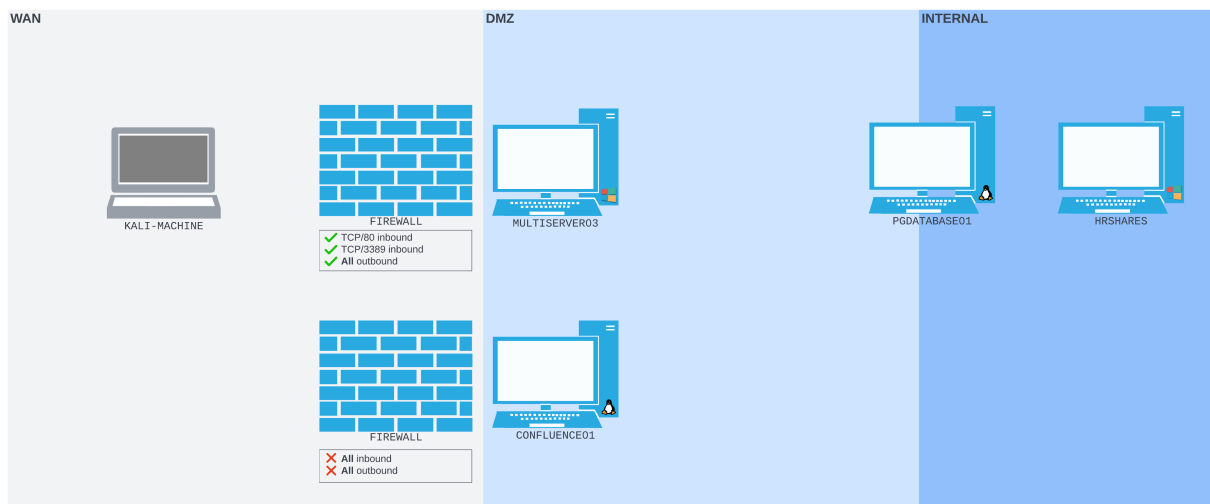 WAN
DMZ
INTERNAL
KALI-MACHINE
FIREWALL
TCP/80 inbound
TCP/3389 inbound
All outbound
MULTISERVER03
PGDATABASE01
HRSHARES
FIREWALL
All inbound
All outbound
CONFLUENCE01